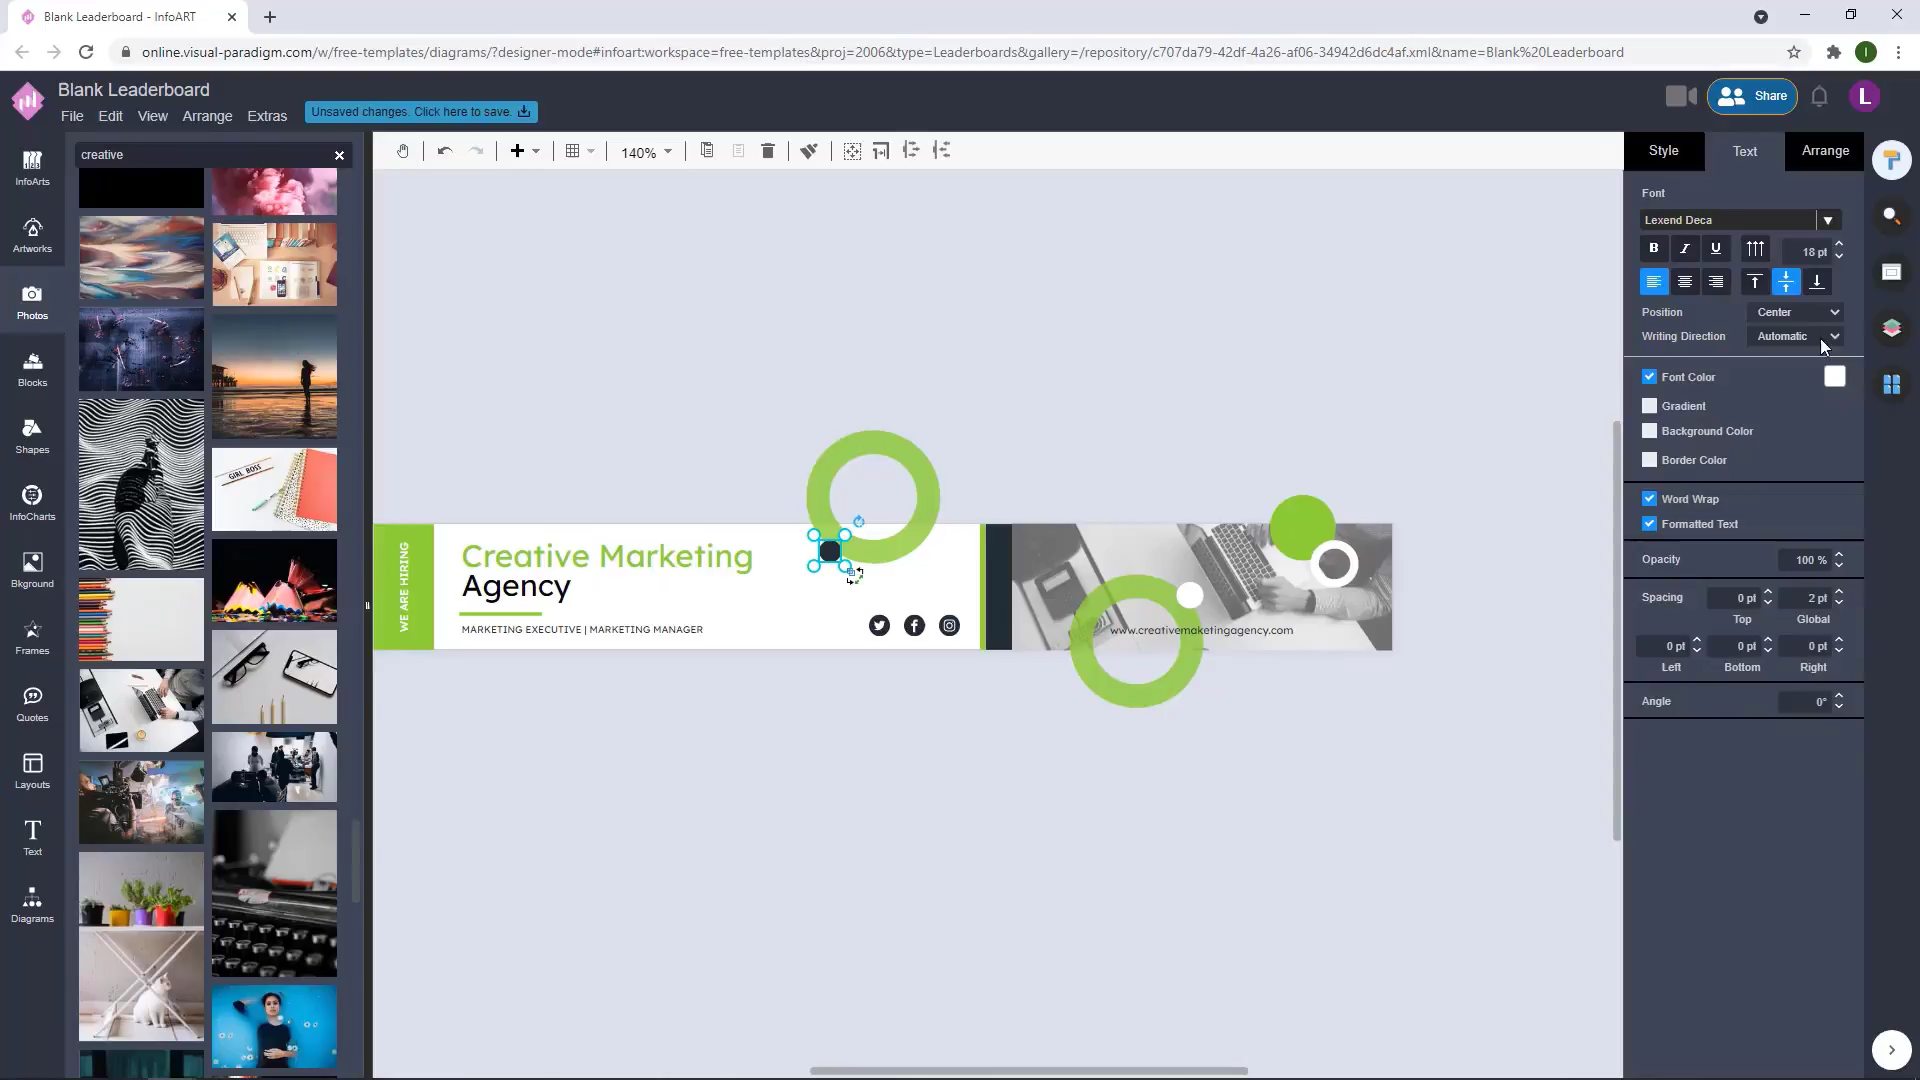 Blank Leaderboard - InfoART
online.visual-paradigm.com/w/free-templates/diagrams/?designer-mode#infoart:workspace=free-templates&proj=2006&type=Leaderboards&gallery=/repository/c707da79-42df-4a26-af06-34942d6dc4af.xml&name=Blank%20Leaderboard
I
Blank Leaderboard
File Edit View Arrange Extras
Unsaved changes. Click here to save.
Share
L
creative
140%
InfoArts
Artworks
Photos
Blocks
Shapes
InfoCharts
Bkground
Frames
Quotes
Layouts
T
Text
Diagrams
GIRL BOSS
WE ARE HIRING
Creative Marketing
Agency
MARKETING EXECUTIVE | MARKETING MANAGER
www.creativemaketingagency.com
Style Text Arrange
Font
Lexend Deca
B I U 18 pt
Position Center
Writing Direction Automatic
Font Color
Gradient
Background Color
Border Color
Word Wrap
Formatted Text
Opacity 100 %
Spacing 0 pt 2 pt
Top Global
0 pt 0 pt 0 pt
Left Bottom Right
Angle 0°